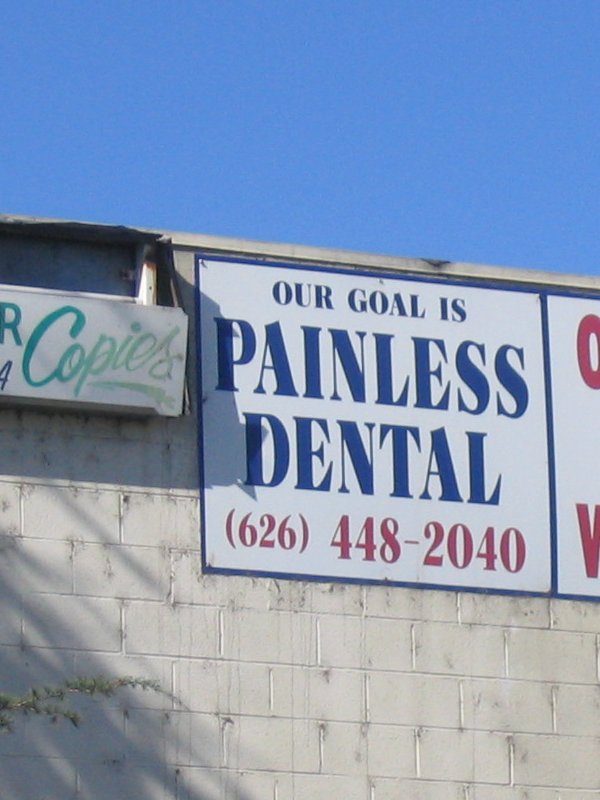 Copies
OUR GOAL IS
PAINLESS
DENTAL
(626) 448-2040